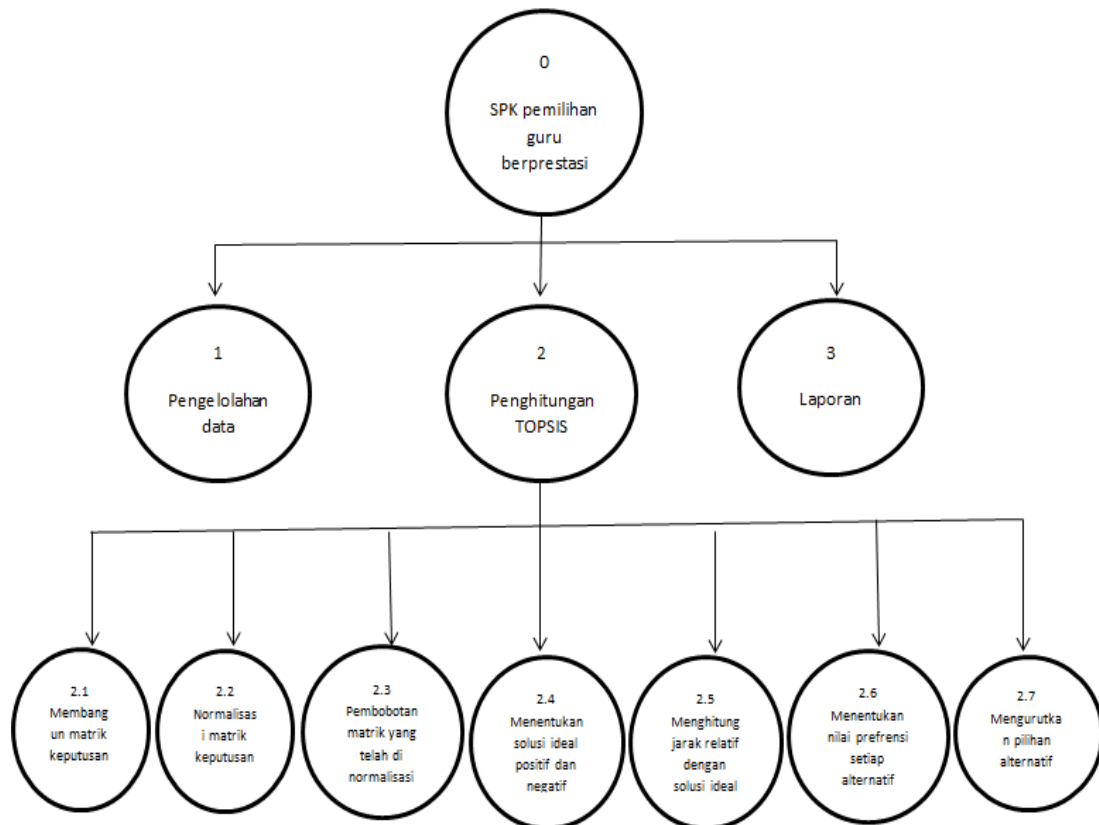 0
SPK pemilihan
guru
berprestasi
1
Pengelolahan
data
2
Penghitungan
TOPSIS
3
Laporan
2.1
Membang
un matrik
keputusan
2.2
Normalisas
i matrik
keputusan
2.3
Pembobotan
matrik yang
telah di
normalisasi
2.4
Menentukan
solusi ideal
positif dan
negatif
2.5
Menghitung
jarak relatif
dengan
solusi ideal
2.6
Menentukan
nilai prefrensi
setiap
alternatif
2.7
Mengurutka
n pilihan
alternatif